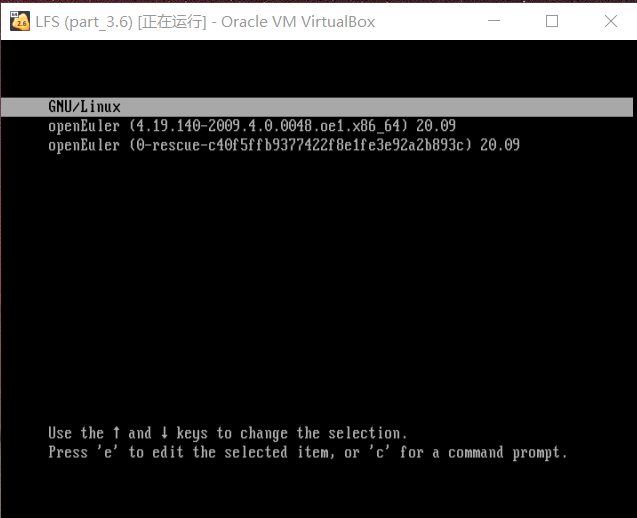 LFS (part_3.6) [正在运行] - Oracle VM VirtualBox
GNU/Linux
openEuler (4.19.140-2009.4.0.0048.oe1.x86_64) 20.09
openEuler (0-rescue-c40f5ffb9377422f8e1fe3e92a2b893c) 20.09
Use the ↑ and ↓ keys to change the selection.
Press 'e' to edit the selected item, or 'c' for a command prompt.